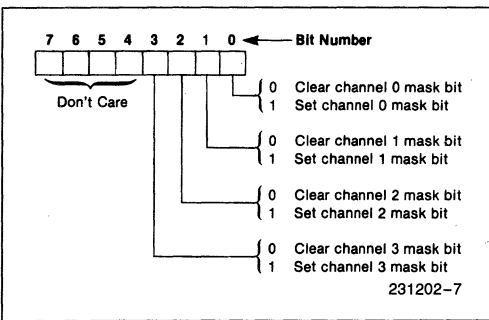 7 6 5 4 3 2 1 0 Bit Number
Don't Care
0 Clear channel 0 mask bit
1 Set channel 0 mask bit
0 Clear channel 1 mask bit
1 Set channel 1 mask bit
0 Clear channel 2 mask bit
1 Set channel 2 mask bit
0 Clear channel 3 mask bit
1 Set channel 3 mask bit
231202-7